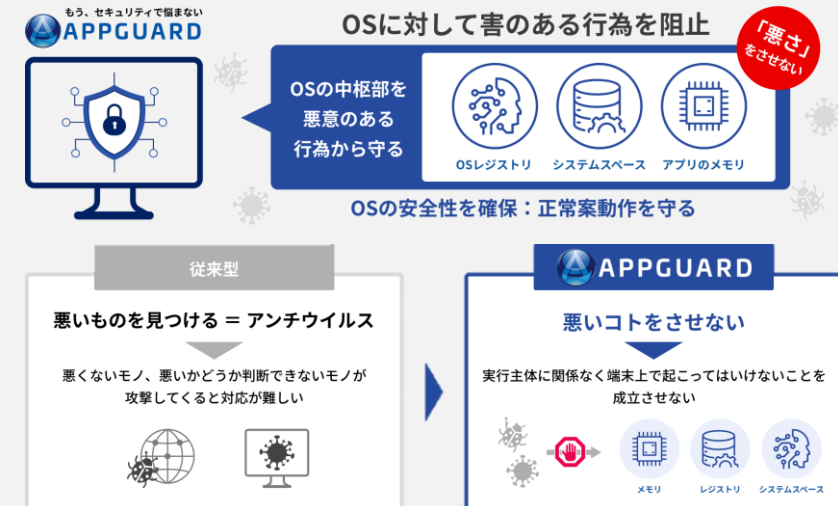 もう、セキュリティで悩まない
APPGUARD
OSに対して害のある行為を阻止
「悪さ」
をさせない
OSの中枢部を
悪意のある
行為から守る
OSレジストリ
システムスペース
アプリのメモリ
OSの安全性を確保：正常案動作を守る
従来型
悪いものを見つける ＝ アンチウイルス
悪くないモノ、悪いかどうか判断できないモノが
攻撃してくると対応が難しい
APPGUARD
悪いコトをさせない
実行主体に関係なく端末上で起こってはいけないことを
成立させない
メモリ
レジストリ
システムスペース